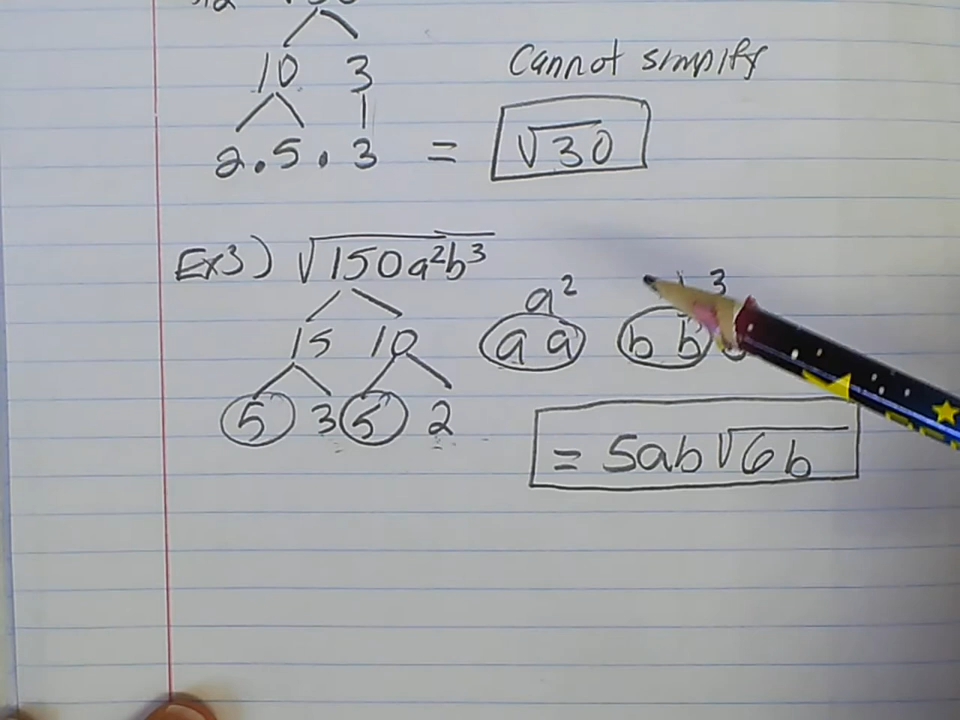 10 3
Cannot simplify
2 . 5 . 3 = √30
Ex3) √150a²b³
a² 3
15 10 a a b b
5 3 5 2
= 5ab√6b